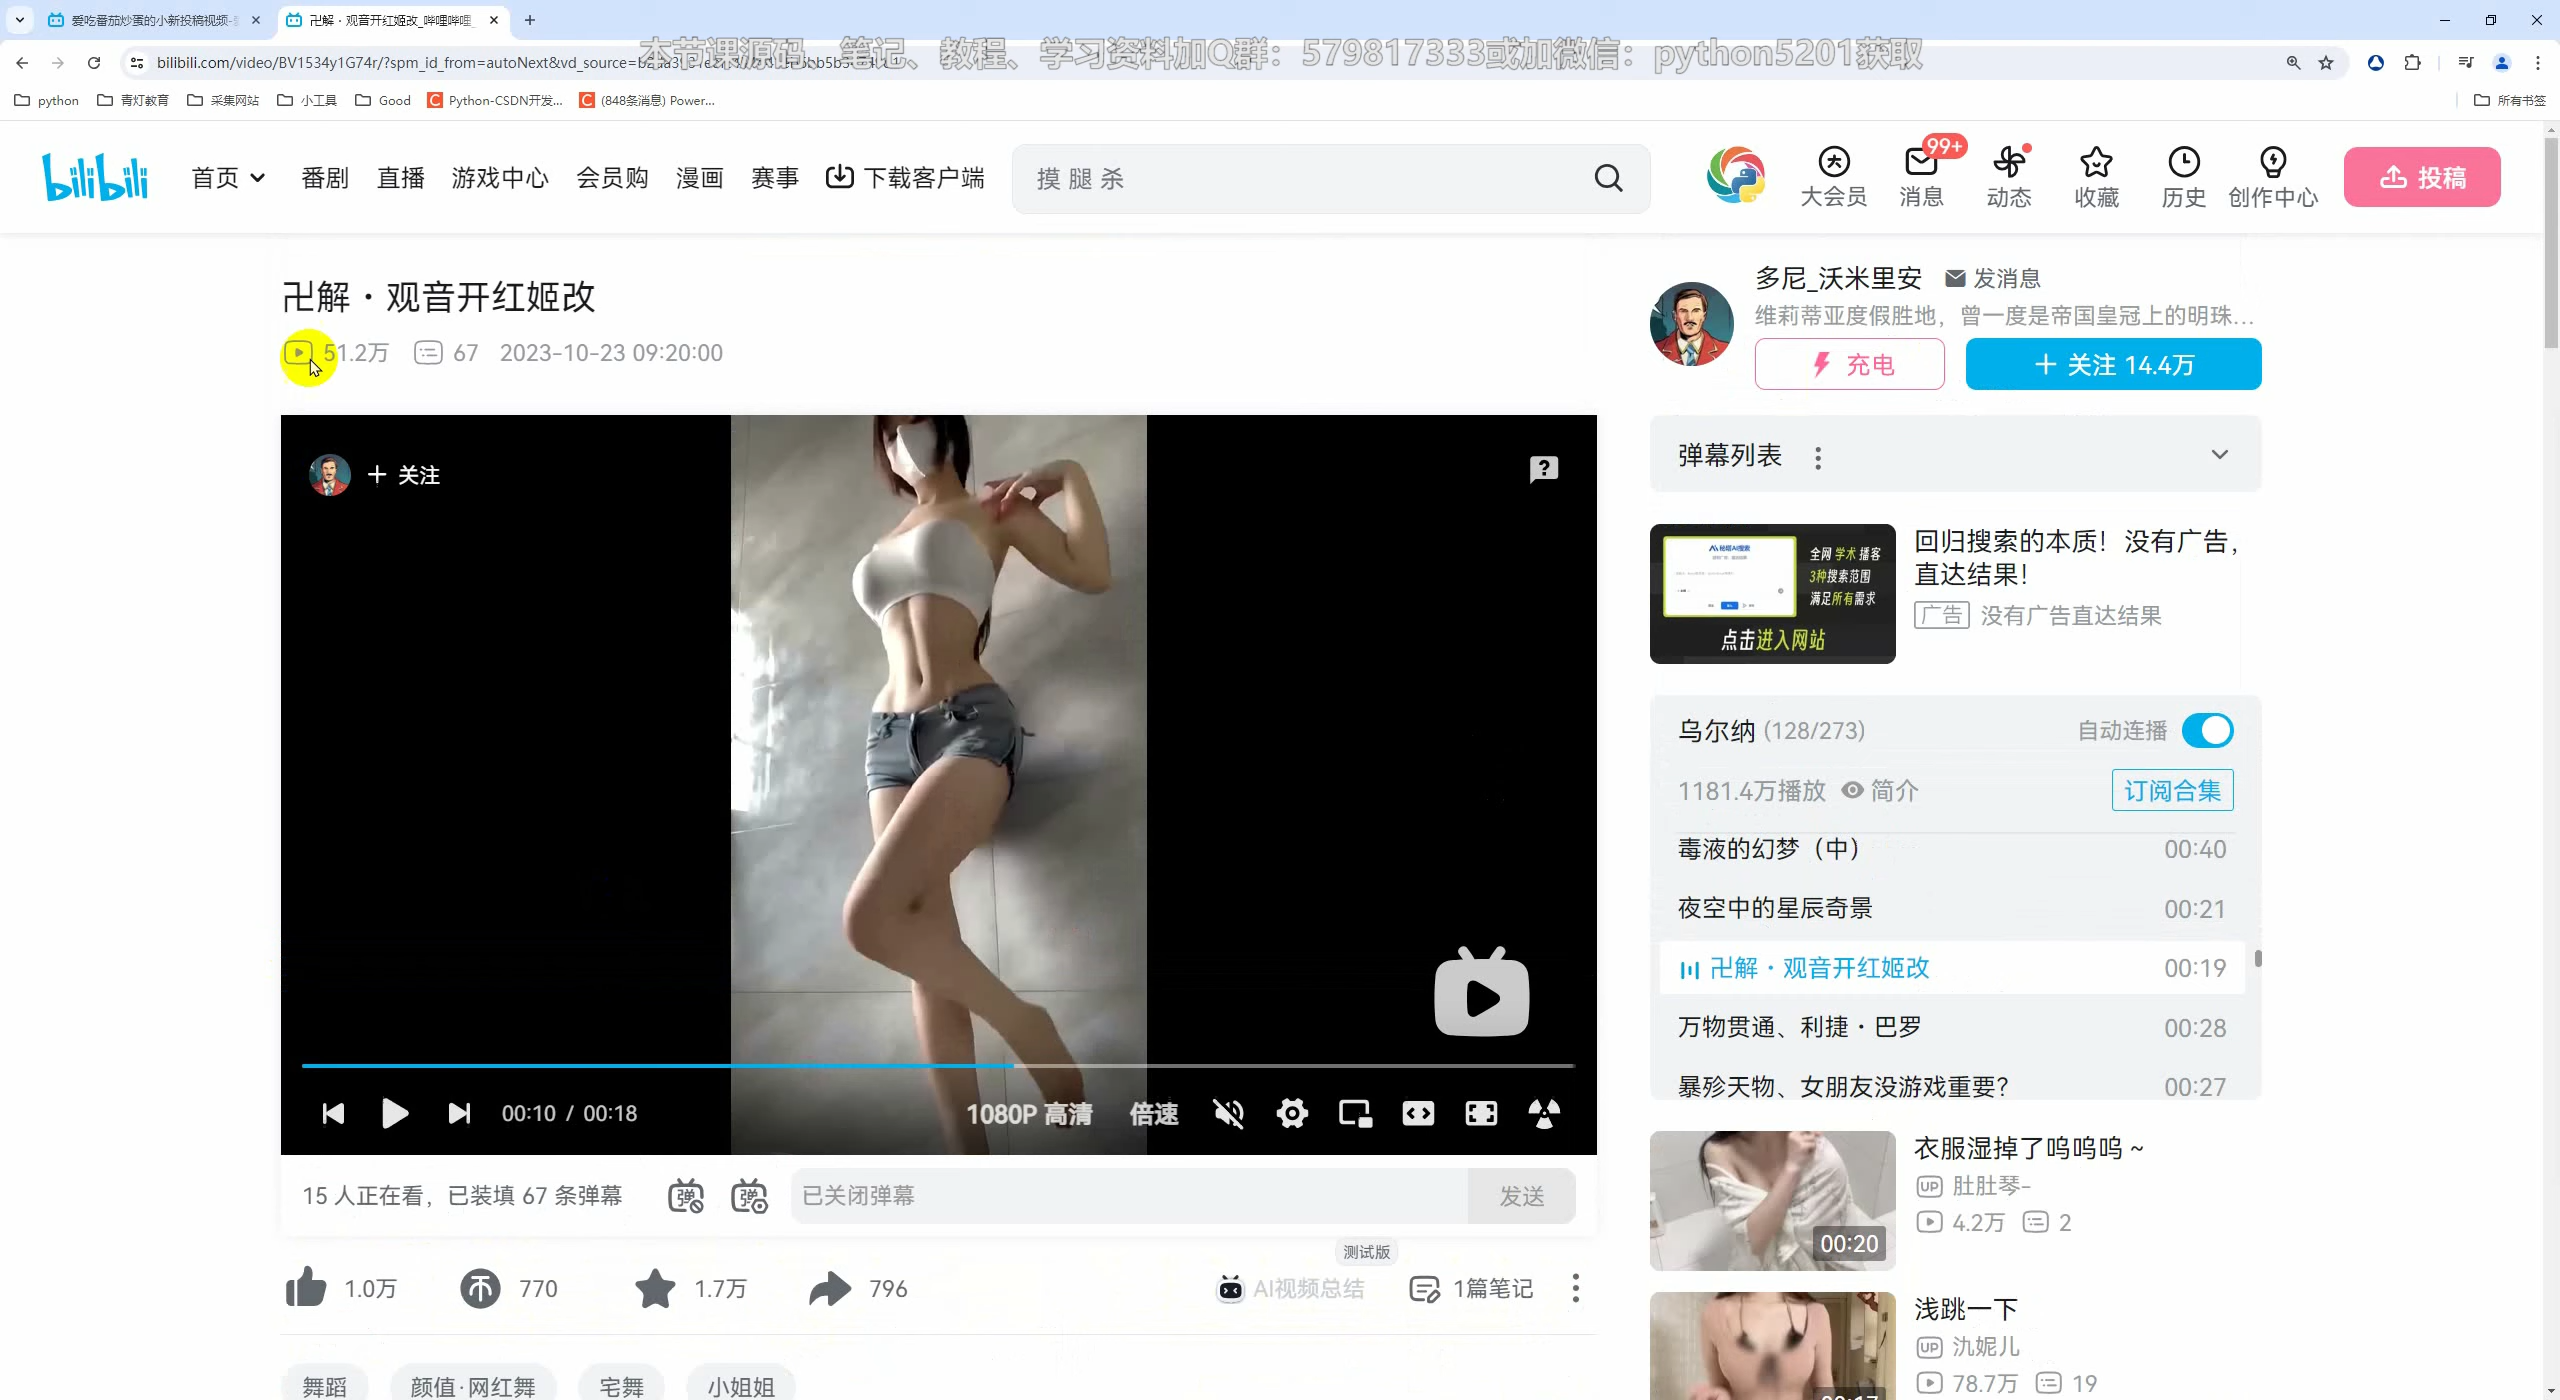 爱吃番茄炒蛋的小新投稿视频-
卍解·观音开红姬改_哔哩哔哩_
本节课源码、笔记、教程、学习资料加Q群：579817333或加微信：python5201获取
python
青灯教育
采集网站
小工具
Good
Python-CSDN开发...
(848条消息) Power...
所有书签
bilibili
首页
番剧
直播
游戏中心
会员购
漫画
赛事
下载客户端
摸 腿 杀
大会员
99+
消息
动态
收藏
历史
创作中心
投稿
卍解·观音开红姬改
51.2万
67
2023-10-23 09:20:00
多尼_沃米里安
发消息
维莉蒂亚度假胜地，曾一度是帝国皇冠上的明珠…
充电
+ 关注 14.4万
+ 关注
弹幕列表
全网 学术 播客
3种搜索范围
满足所有需求
点击进入网站
回归搜索的本质！没有广告，
直达结果！
广告 没有广告直达结果
乌尔纳 (128/273)
自动连播
1181.4万播放
简介
订阅合集
毒液的幻梦（中） 00:40
夜空中的星辰奇景 00:21
卍解·观音开红姬改 00:19
万物贯通、利捷·巴罗 00:28
暴殄天物、女朋友没游戏重要？ 00:27
00:10 / 00:18
1080P 高清
倍速
15 人正在看，已装填 67 条弹幕
已关闭弹幕
发送
1.0万
770
1.7万
796
测试版
AI视频总结
1篇笔记
舞蹈
颜值·网红舞
宅舞
小姐姐
00:20
衣服湿掉了呜呜呜～
UP 肚肚琴-
4.2万
2
浅跳一下
UP 氿妮儿
78.7万
19